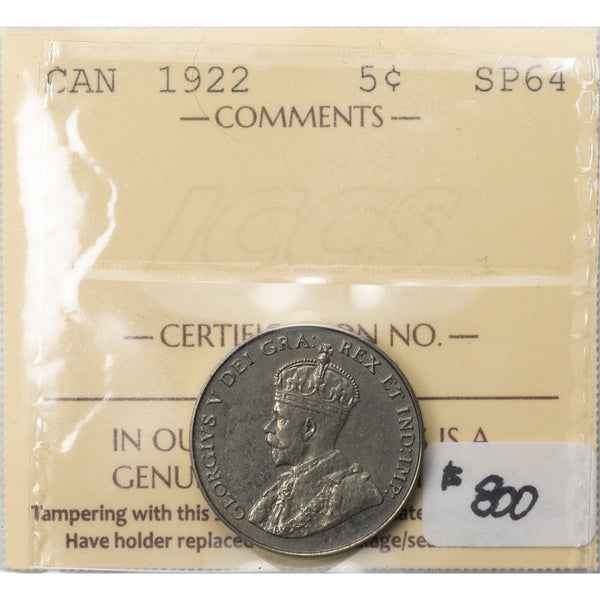 CAN 1922 5¢ SP64
— COMMENTS —
ICCS
— CERTIFI ON NO. —
GEORGIVS V DEI GRA: REX ET IND:IMP:
IN OU IS A
GENU
Tampering with this
Have holder replaced
800